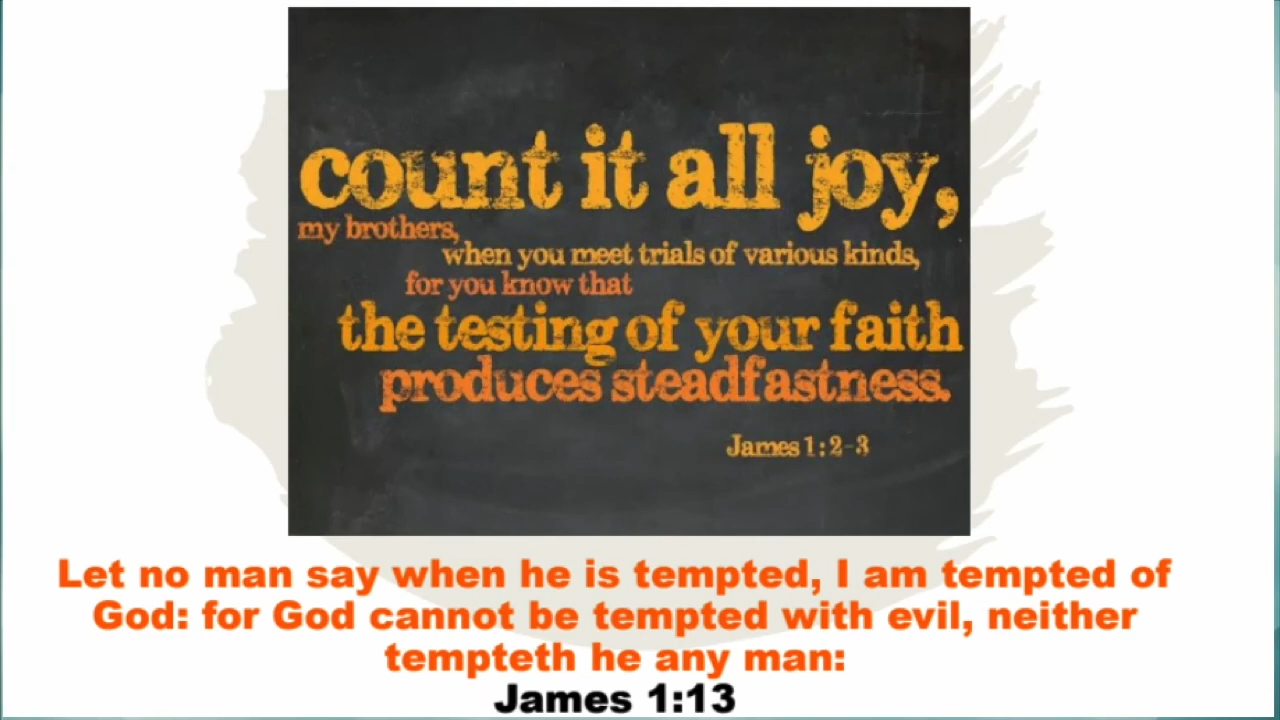 count it all joy,
my brothers,
when you meet trials of various kinds,
for you know that
the testing of your faith
produces steadfastness.
James 1:2-3
Let no man say when he is tempted, I am tempted of
God: for God cannot be tempted with evil, neither
tempteth he any man:
James 1:13